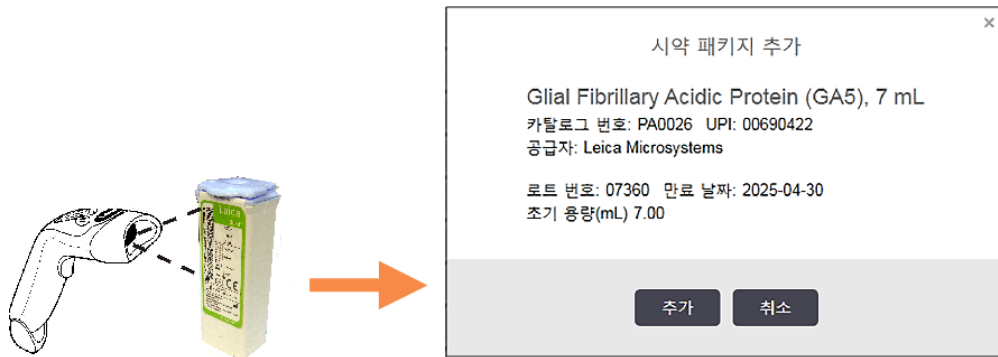 ×
시약 패키지 추가
Glial Fibrillary Acidic Protein (GA5), 7 mL
카탈로그 번호: PA0026 UPI: 00690422
공급자: Leica Microsystems
로트 번호: 07360 만료 날짜: 2025-04-30
초기 용량(mL) 7.00
추가 취소
Leica